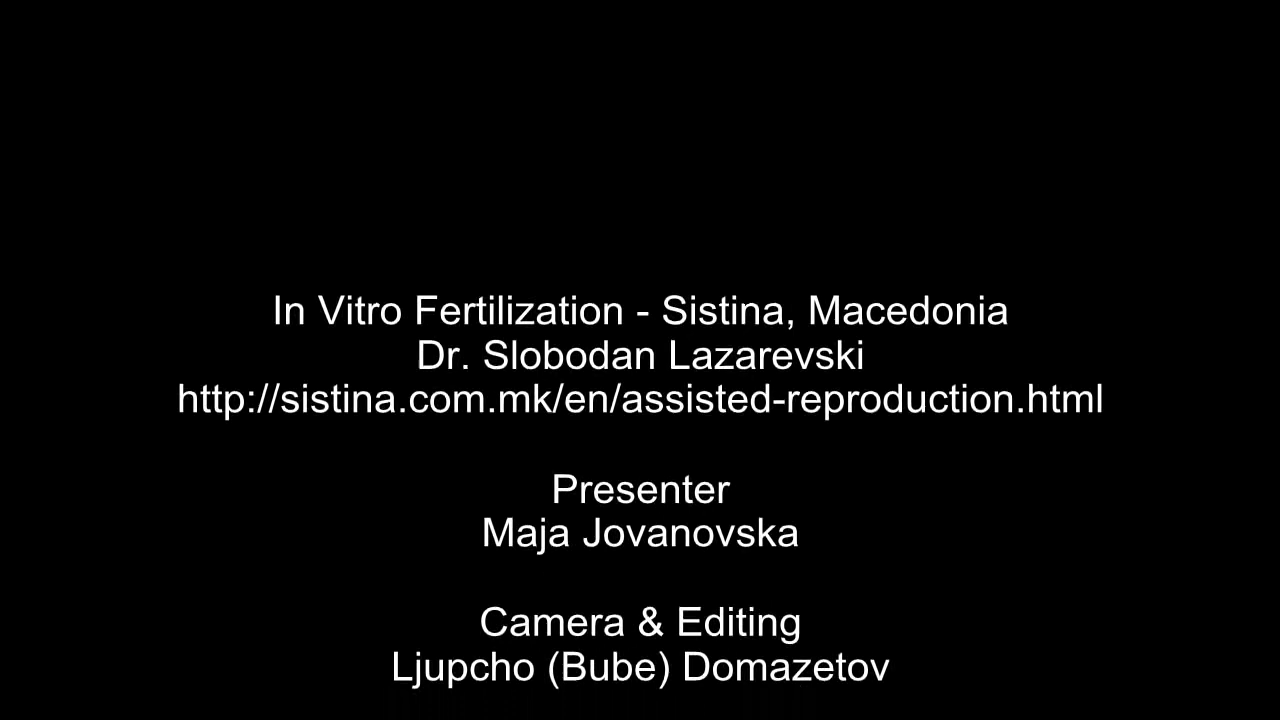 In Vitro Fertilization - Sistina, Macedonia
Dr. Slobodan Lazarevski
http://sistina.com.mk/en/assisted-reproduction.html
Presenter
Maja Jovanovska
Camera & Editing
Ljupcho (Bube) Domazetov